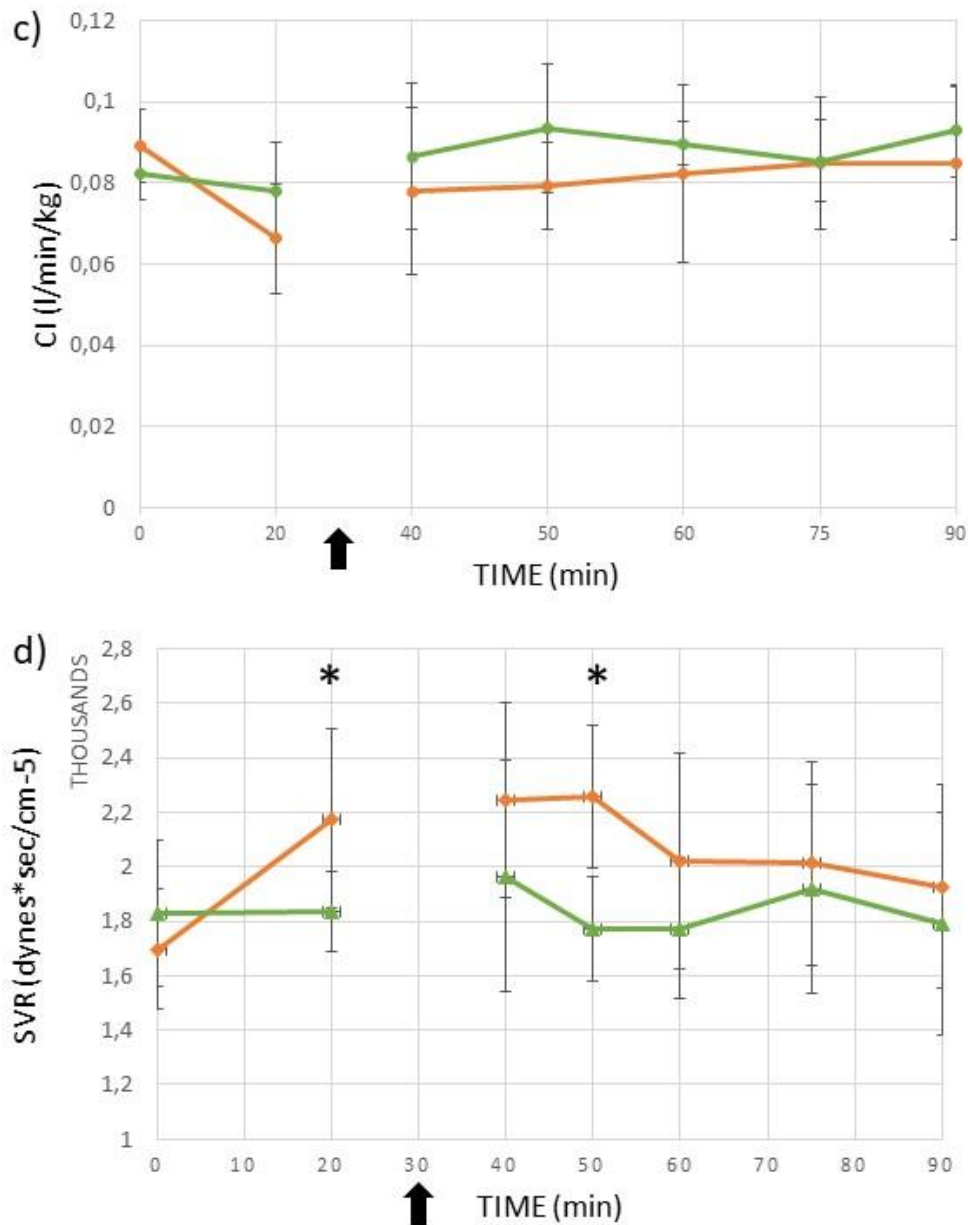 c)
0,12
0,1
0,08
0,06
0,04
0,02
0
CI (l/min/kg)
0 20 40 50 60 75 90
TIME (min)
d)
THOUSANDS
* *
2,8
2,6
2,4
2,2
2
1,8
1,6
1,4
1,2
1
SVR (dynes*sec/cm-5)
0 10 20 30 40 50 60 70 80 90
TIME (min)